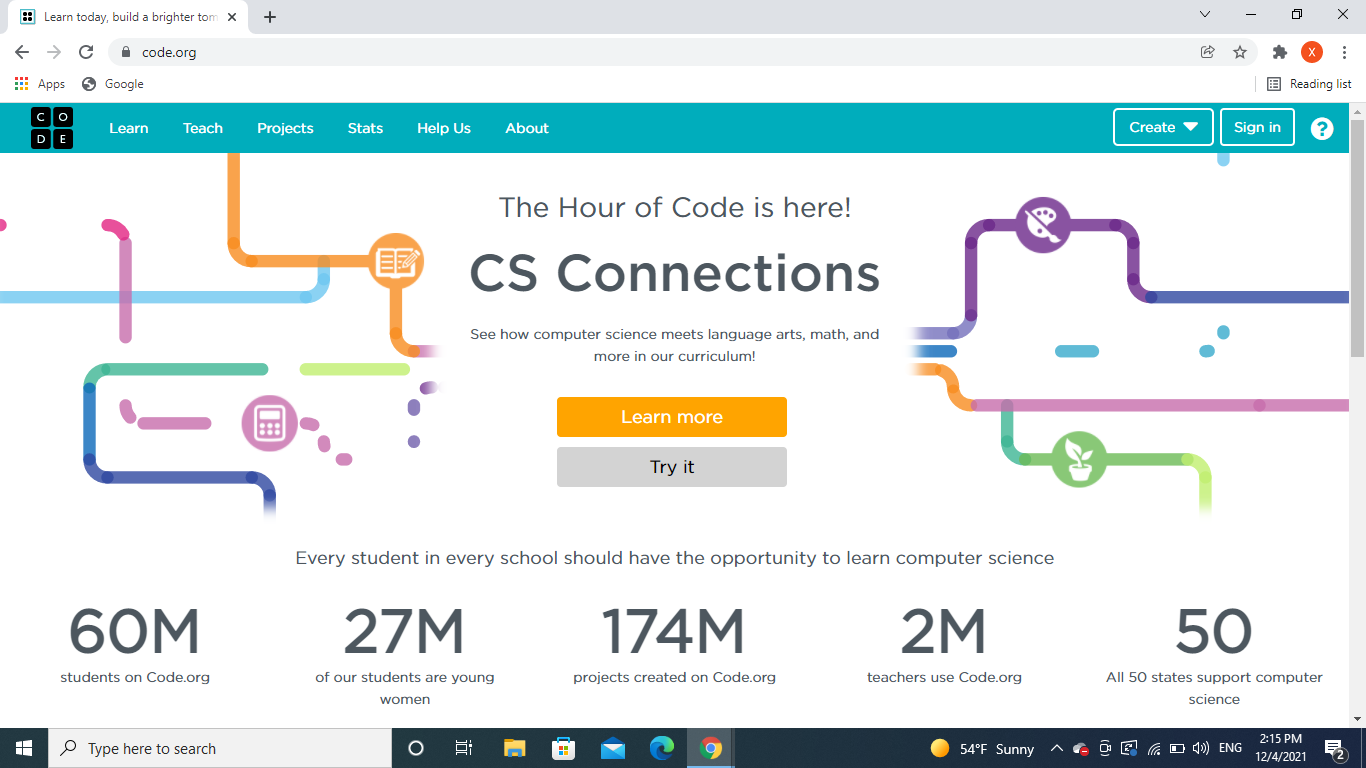 Learn today, build a brighter tom
code.org
X
Apps
Google
Reading list
C O
D E
Learn
Teach
Projects
Stats
Help Us
About
Create
Sign in
?
The Hour of Code is here!
CS Connections
See how computer science meets language arts, math, and
more in our curriculum!
Learn more
Try it
Every student in every school should have the opportunity to learn computer science
60M
students on Code.org
27M
of our students are young
women
174M
projects created on Code.org
2M
teachers use Code.org
50
All 50 states support computer
science
Type here to search
54°F Sunny
ENG
2:15 PM
12/4/2021
2